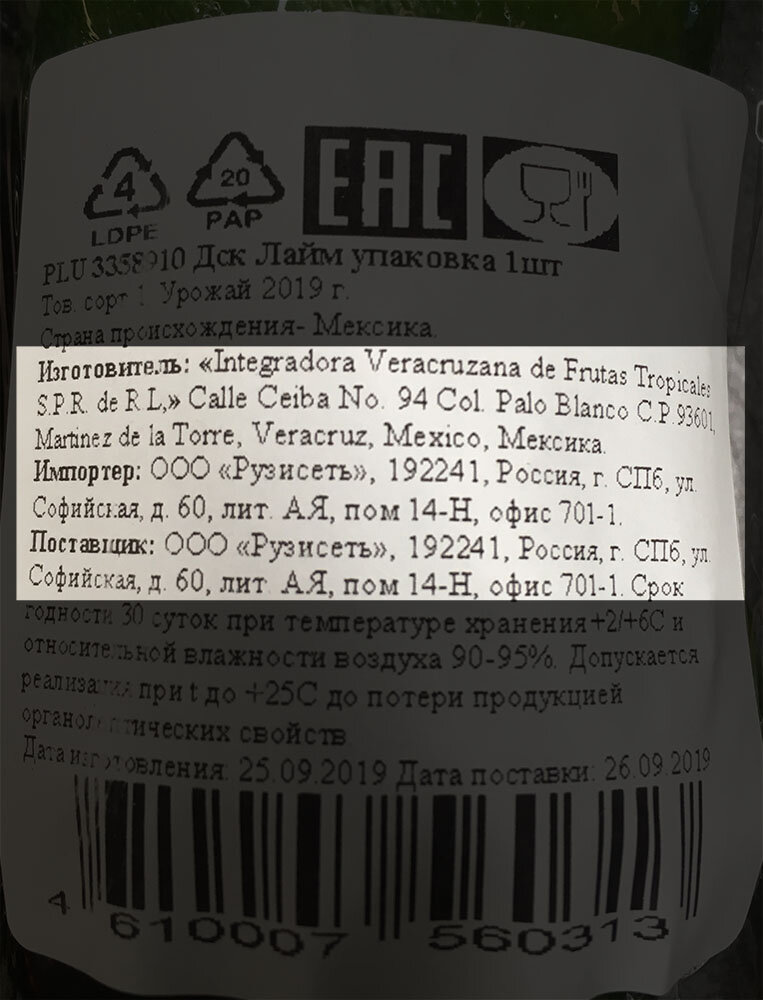 4
LDPE
20
PAP
EAC
PLU 3358910 Дск Лайм упаковка 1шт
Тов. сорт 1. Урожай 2019 г.
Страна происхождения- Мексика.
Изготовитель: «Integradora Veracruzana de Frutas Tropicales
S.P.R. de R L,» Calle Ceiba No. 94 Col. Palo Blanco C.P.93601,
Martinez de la Torre, Veracruz, Mexico, Мексика.
Импортер: ООО «Рузисеть», 192241, Россия, г. СПб, ул.
Софийская, д. 60, лит. А.Я, пом 14-Н, офис 701-1.
Поставщик: ООО «Рузисеть», 192241, Россия, г. СПб, ул.
Софийская, д. 60, лит. А.Я, пом 14-Н, офис 701-1. Срок
годности 30 суток при температуре хранения +2/+6С и
относительной влажности воздуха 90-95%. Допускается
реализация при t до +25С до потери продукцией
органолептических свойств
Дата изготовления: 25.09.2019 Дата поставки: 26.09.2019
4 610007 560313